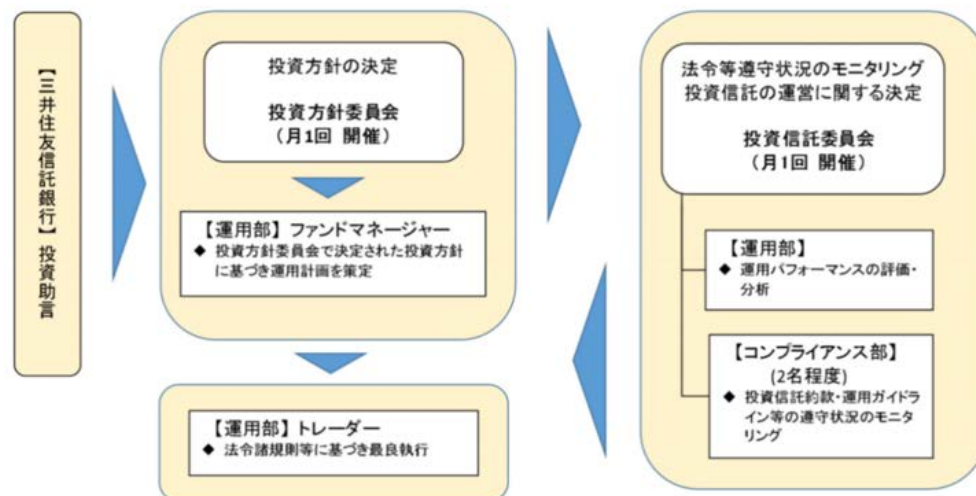 【三井住友信託銀行】投資助言
投資方針の決定
投資方針委員会
(月1回 開催)
【運用部】ファンドマネージャー
◆ 投資方針委員会で決定された投資方針
に基づき運用計画を策定
【運用部】トレーダー
◆ 法令諸規則等に基づき最良執行
法令等遵守状況のモニタリング
投資信託の運営に関する決定
投資信託委員会
(月1回 開催)
【運用部】
◆ 運用パフォーマンスの評価・
分析
【コンプライアンス部】
(2名程度)
◆ 投資信託約款・運用ガイドラ
イン等の遵守状況のモニタ
リング